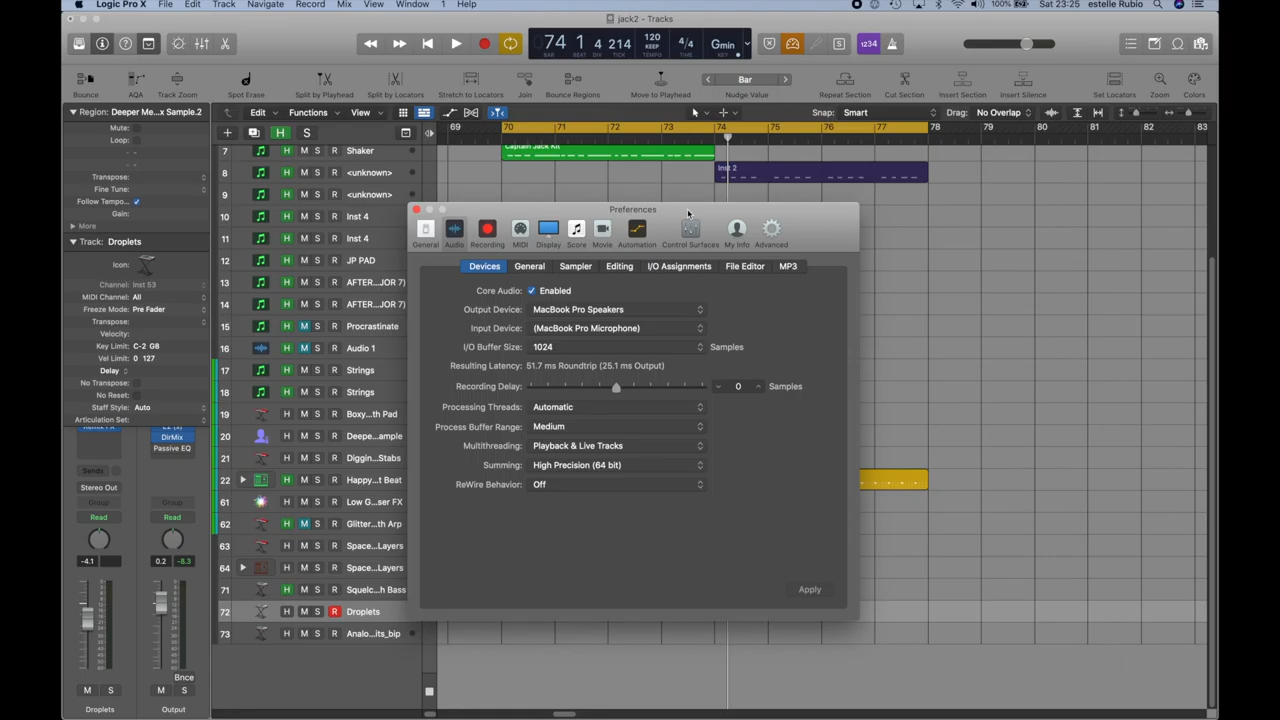 Logic Pro X File Edit Track Navigate Record Mix View Window 1 Help 100% Sat 23:25 estelle Rubio
jack2 - Tracks
74 1 4 214 120 4/4 Gmin 1234
BAR BEAT DIV TICK KEEP TEMPO TIME KEY
Bounce AQA Track Zoom Spot Erase Split by Playhead Split by Locators Stretch to Locators Join Bounce Regions Move to Playhead Bar Nudge Value Repeat Section Cut Section Insert Section Insert Silence Set Locators Zoom Colors
Region: Deeper Me...x Sample.2 Edit Functions View Snap: Smart Drag: No Overlap
Mute: H S 69 70 71 72 73 74 75 76 77 78 79 80 81 82 83
Loop:
Captain Jack Kit
7 H M S R Shaker
Transpose: 8 H M S R <unknown> Inst 2
Fine Tune: 9 H M S R <unknown>
Follow Tempo...
Gain: 10 H M S R Inst 4
More
Track: Droplets 11 H M S R Inst 4
Icon: 12 H M S R JP PAD
Channel: Inst 53 13 H M S R AFTER...JOR 7)
MIDI Channel: All
Freeze Mode: Pre Fader 14 H M S R AFTER...JOR 7)
Transpose:
Velocity: 15 H M S R Procrastinate
Key Limit: C-2 G8 16 H M S R Audio 1
Vel Limit: 0 127
Delay 17 H M S R Strings
No Transpose:
No Reset: 18 H M S R Strings
Staff Style: Auto 19 H M S R Boxy...th Pad
Articulation Set:
20 H M S R Deepe...ample
DirMix
Passive EQ 21 H M S R Diggin...Stabs
Sends
Stereo Out 22 H M S R Happy...t Beat
Group Group 61 H M S R Low G...ser FX
Read Read 62 H M S R Glitter...th Arp
63 H M S R Space...Layers
-4.1 0.2 -8.3 64 H M S R Space...Layers
71 H M S R Squelc...h Bass
72 H M S R Droplets
73 H M S R Analo...its_bip
Bnce
M S M S
Droplets Output
Preferences
General Audio Recording MIDI Display Score Movie Automation Control Surfaces My Info Advanced
Devices General Sampler Editing I/O Assignments File Editor MP3
Core Audio: Enabled
Output Device: MacBook Pro Speakers
Input Device: (MacBook Pro Microphone)
I/O Buffer Size: 1024 Samples
Resulting Latency: 51.7 ms Roundtrip (25.1 ms Output)
Recording Delay: 0 Samples
Processing Threads: Automatic
Process Buffer Range: Medium
Multithreading: Playback & Live Tracks
Summing: High Precision (64 bit)
ReWire Behavior: Off
Apply